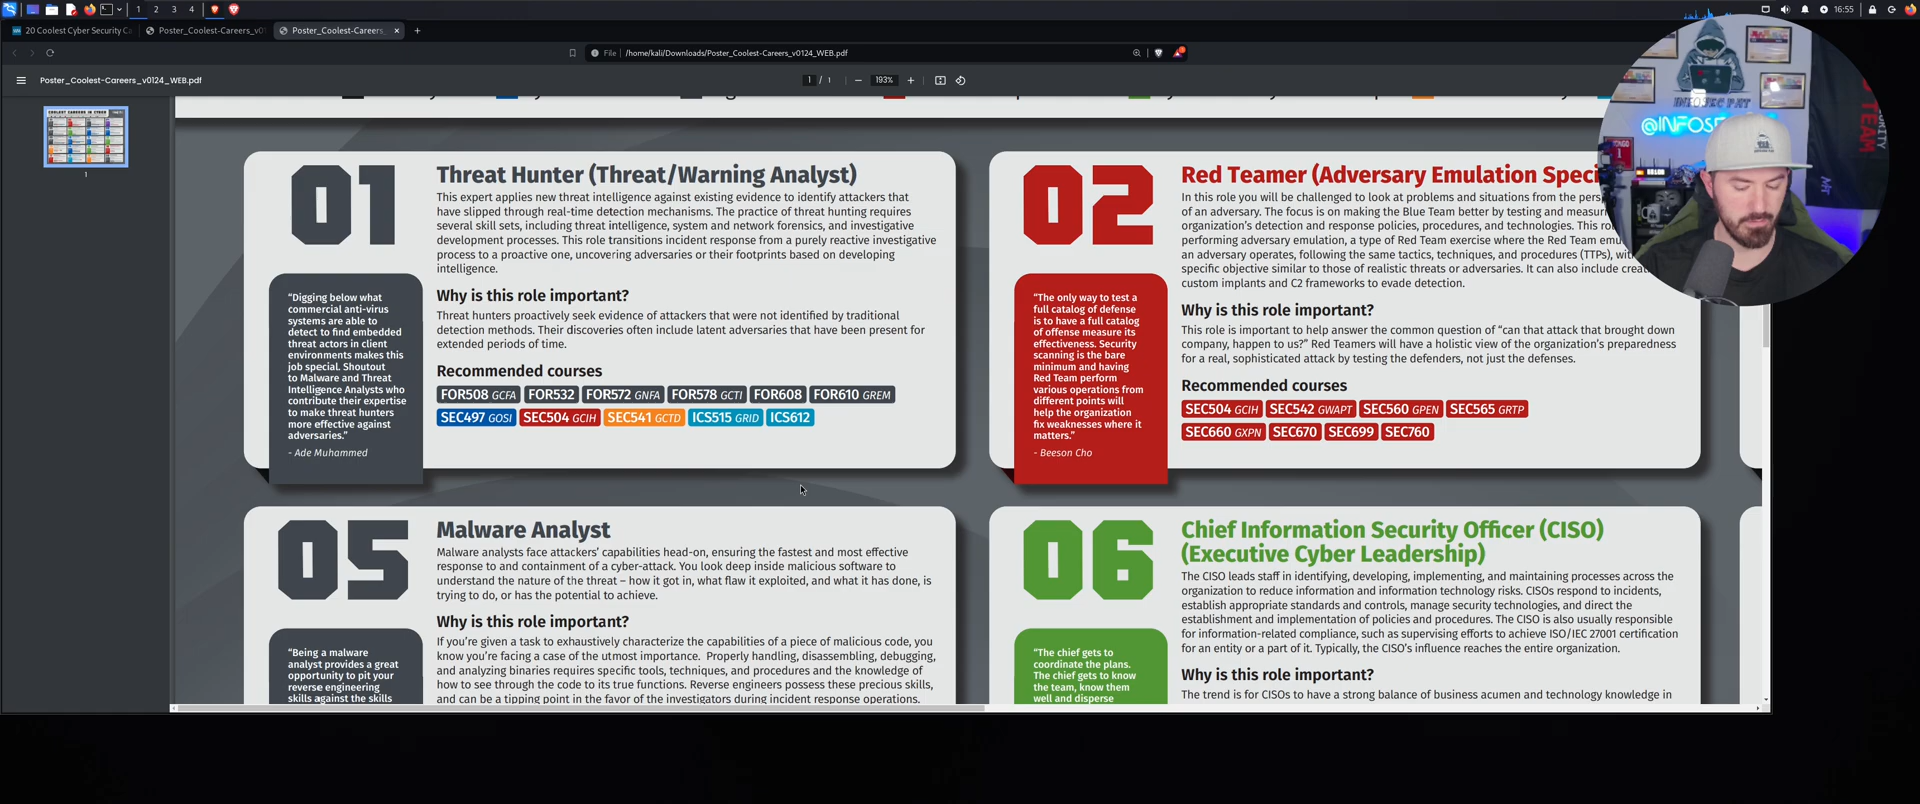 1 2 3 4
16:55
20 Coolest Cyber Security Ca
Poster_Coolest-Careers_v01
Poster_Coolest-Careers_
File /home/kali/Downloads/Poster_Coolest-Careers_v0124_WEB.pdf
Poster_Coolest-Careers_v0124_WEB.pdf
1 / 1
193%
1
INFOSEC PAT
@INFOSE
01
Threat Hunter (Threat/Warning Analyst)
This expert applies new threat intelligence against existing evidence to identify attackers that
have slipped through real-time detection mechanisms. The practice of threat hunting requires
several skill sets, including threat intelligence, system and network forensics, and investigative
development processes. This role transitions incident response from a purely reactive investigative
process to a proactive one, uncovering adversaries or their footprints based on developing
intelligence.
Why is this role important?
Threat hunters proactively seek evidence of attackers that were not identified by traditional
detection methods. Their discoveries often include latent adversaries that have been present for
extended periods of time.
Recommended courses
FOR508 GCFA FOR532 FOR572 GNFA FOR578 GCTI FOR608 FOR610 GREM
SEC497 GOSI SEC504 GCIH SEC541 GCTD ICS515 GRID ICS612
“Digging below what
commercial anti-virus
systems are able to
detect to find embedded
threat actors in client
environments makes this
job special. Shoutout
to Malware and Threat
Intelligence Analysts who
contribute their expertise
to make threat hunters
more effective against
adversaries.”
- Ade Muhammed
02
Red Teamer (Adversary Emulation Speci
In this role you will be challenged to look at problems and situations from the pers
of an adversary. The focus is on making the Blue Team better by testing and measuri
organization’s detection and response policies, procedures, and technologies. This ro
performing adversary emulation, a type of Red Team exercise where the Red Team emu
an adversary operates, following the same tactics, techniques, and procedures (TTPs), wit
specific objective similar to those of realistic threats or adversaries. It can also include creat
custom implants and C2 frameworks to evade detection.
Why is this role important?
This role is important to help answer the common question of “can that attack that brought down
company, happen to us?” Red Teamers will have a holistic view of the organization’s preparedness
for a real, sophisticated attack by testing the defenders, not just the defenses.
Recommended courses
SEC504 GCIH SEC542 GWAPT SEC560 GPEN SEC565 GRTP
SEC660 GXPN SEC670 SEC699 SEC760
“The only way to test a
full catalog of defense
is to have a full catalog
of offense measure its
effectiveness. Security
scanning is the bare
minimum and having
Red Team perform
various operations from
different points will
help the organization
fix weaknesses where it
matters.”
- Beeson Cho
05
Malware Analyst
Malware analysts face attackers’ capabilities head-on, ensuring the fastest and most effective
response to and containment of a cyber-attack. You look deep inside malicious software to
understand the nature of the threat – how it got in, what flaw it exploited, and what it has done, is
trying to do, or has the potential to achieve.
Why is this role important?
If you’re given a task to exhaustively characterize the capabilities of a piece of malicious code, you
know you’re facing a case of the utmost importance. Properly handling, disassembling, debugging,
and analyzing binaries requires specific tools, techniques, and procedures and the knowledge of
how to see through the code to its true functions. Reverse engineers possess these precious skills,
and can be a tipping point in the favor of the investigators during incident response operations.
“Being a malware
analyst provides a great
opportunity to pit your
reverse engineering
skills against the skills
06
Chief Information Security Officer (CISO)
(Executive Cyber Leadership)
The CISO leads staff in identifying, developing, implementing, and maintaining processes across the
organization to reduce information and information technology risks. CISOs respond to incidents,
establish appropriate standards and controls, manage security technologies, and direct the
establishment and implementation of policies and procedures. The CISO is also usually responsible
for information-related compliance, such as supervising efforts to achieve ISO/IEC 27001 certification
for an entity or a part of it. Typically, the CISO’s influence reaches the entire organization.
Why is this role important?
The trend is for CISOs to have a strong balance of business acumen and technology knowledge in
“The chief gets to
coordinate the plans.
The chief gets to know
the team, know them
well and disperse